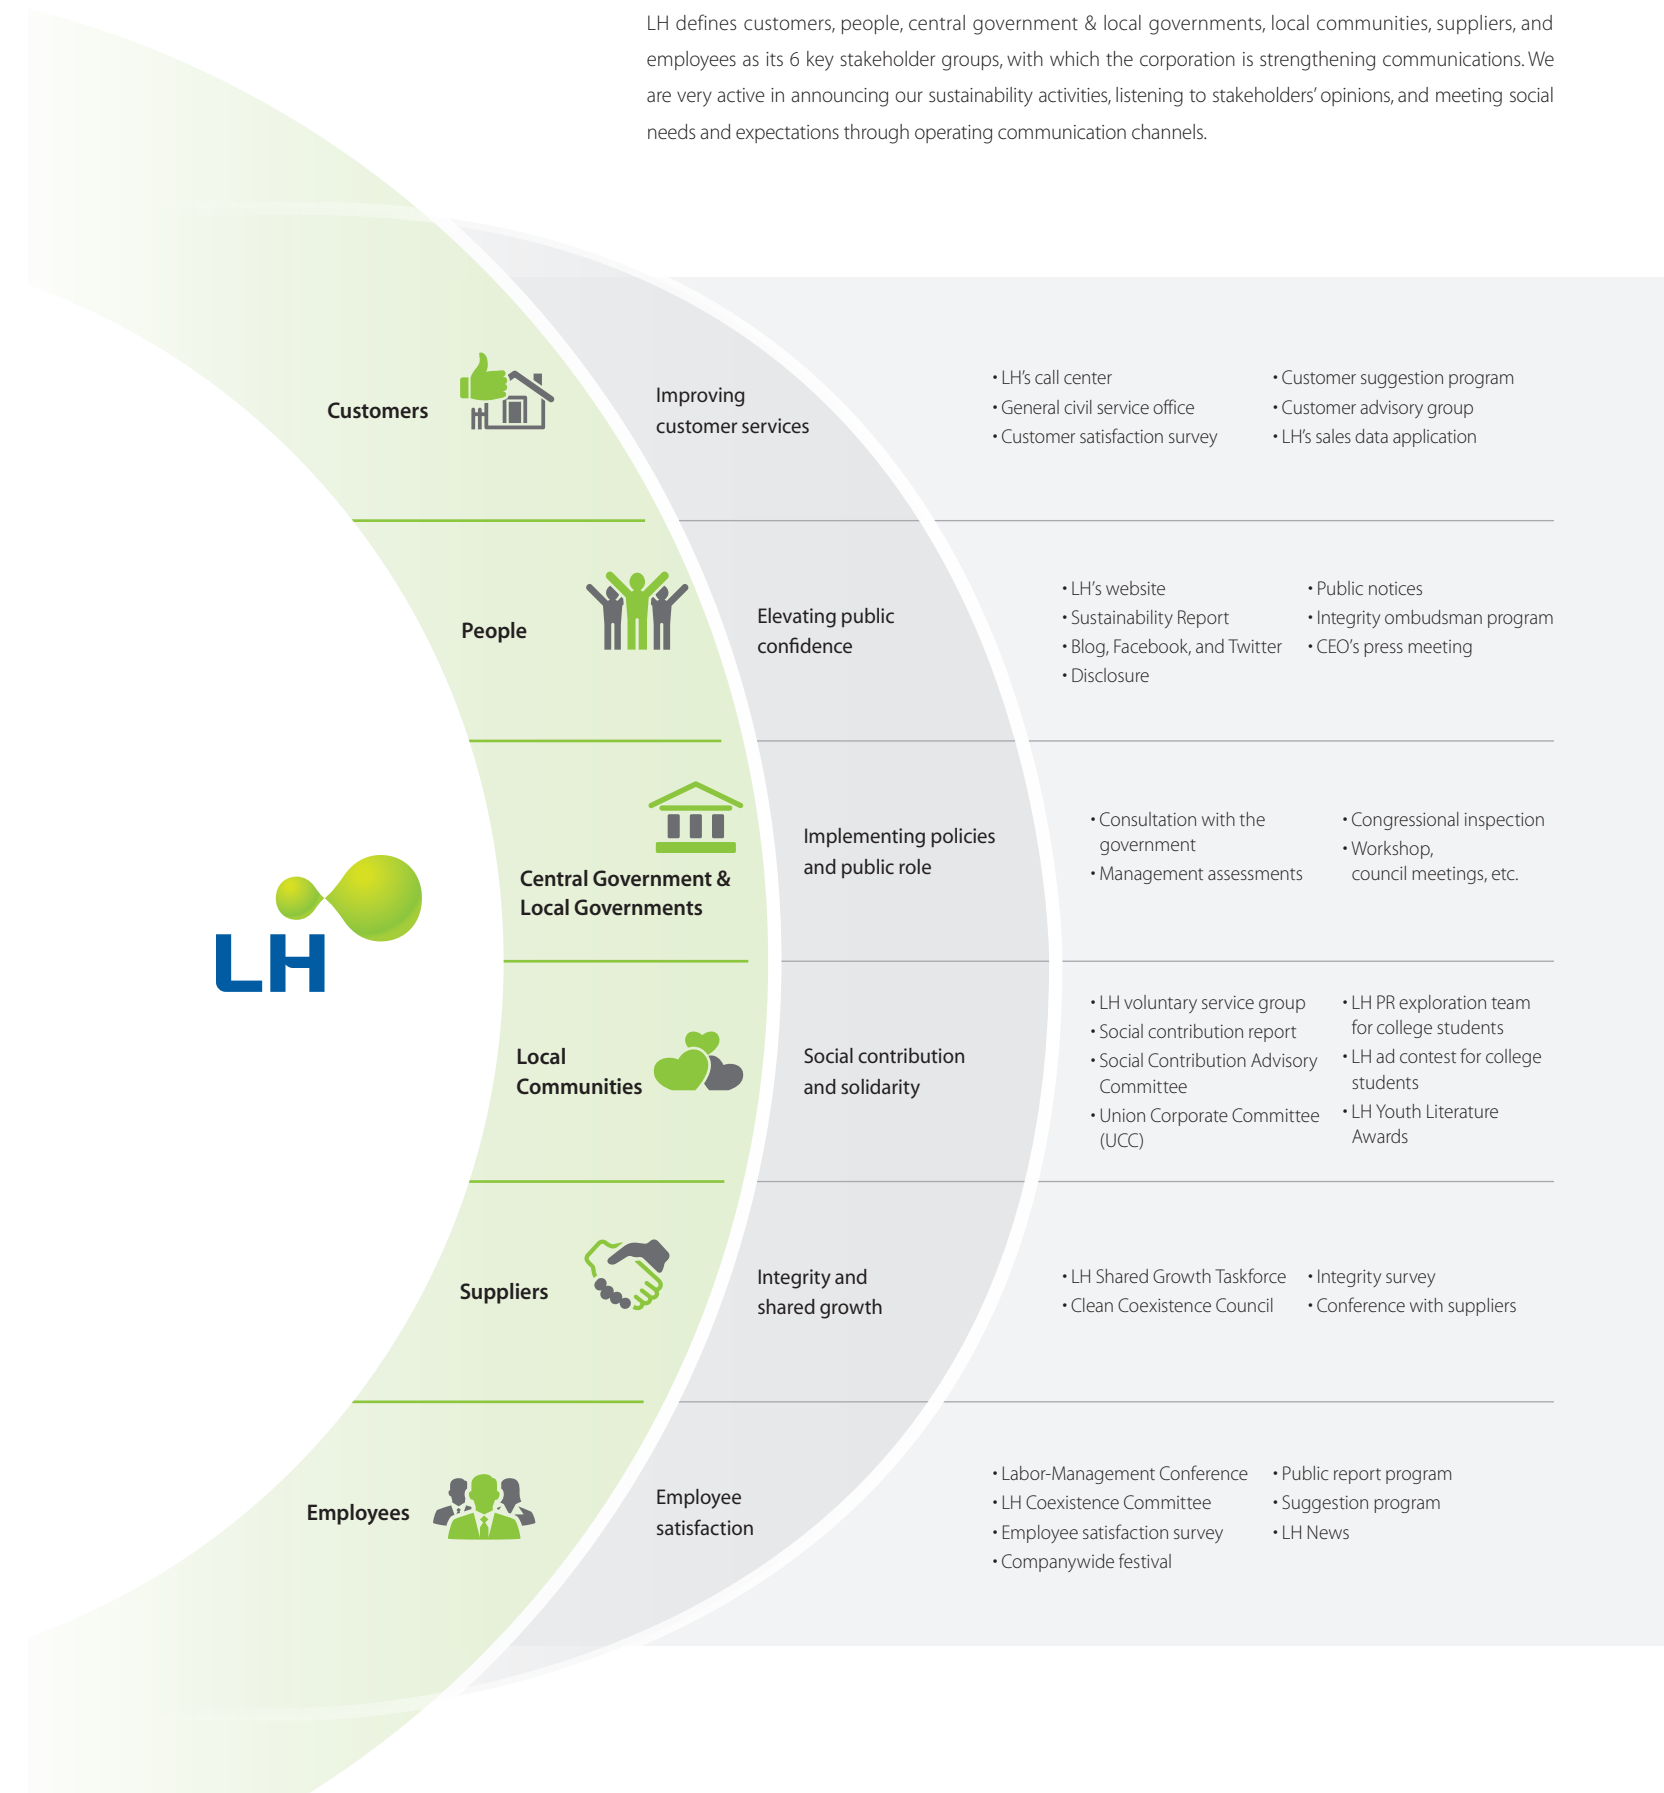 LH defines customers, people, central government & local governments, local communities, suppliers, and
employees as its 6 key stakeholder groups, with which the corporation is strengthening communications. We
are very active in announcing our sustainability activities, listening to stakeholders’ opinions, and meeting social
needs and expectations through operating communication channels.
Customers
Improving
customer services
• LH’s call center
• General civil service office
• Customer satisfaction survey
• Customer suggestion program
• Customer advisory group
• LH’s sales data application
People
Elevating public
confidence
• LH’s website
• Sustainability Report
• Blog, Facebook, and Twitter
• Disclosure
• Public notices
• Integrity ombudsman program
• CEO’s press meeting
Central Government &
Local Governments
Implementing policies
and public role
• Consultation with the
government
• Management assessments
• Congressional inspection
• Workshop,
council meetings, etc.
LH
Local
Communities
Social contribution
and solidarity
• LH voluntary service group
• Social contribution report
• Social Contribution Advisory
Committee
• Union Corporate Committee
(UCC)
• LH PR exploration team
for college students
• LH ad contest for college
students
• LH Youth Literature
Awards
Suppliers
Integrity and
shared growth
• LH Shared Growth Taskforce
• Clean Coexistence Council
• Integrity survey
• Conference with suppliers
Employees
Employee
satisfaction
• Labor-Management Conference
• LH Coexistence Committee
• Employee satisfaction survey
• Companywide festival
• Public report program
• Suggestion program
• LH News